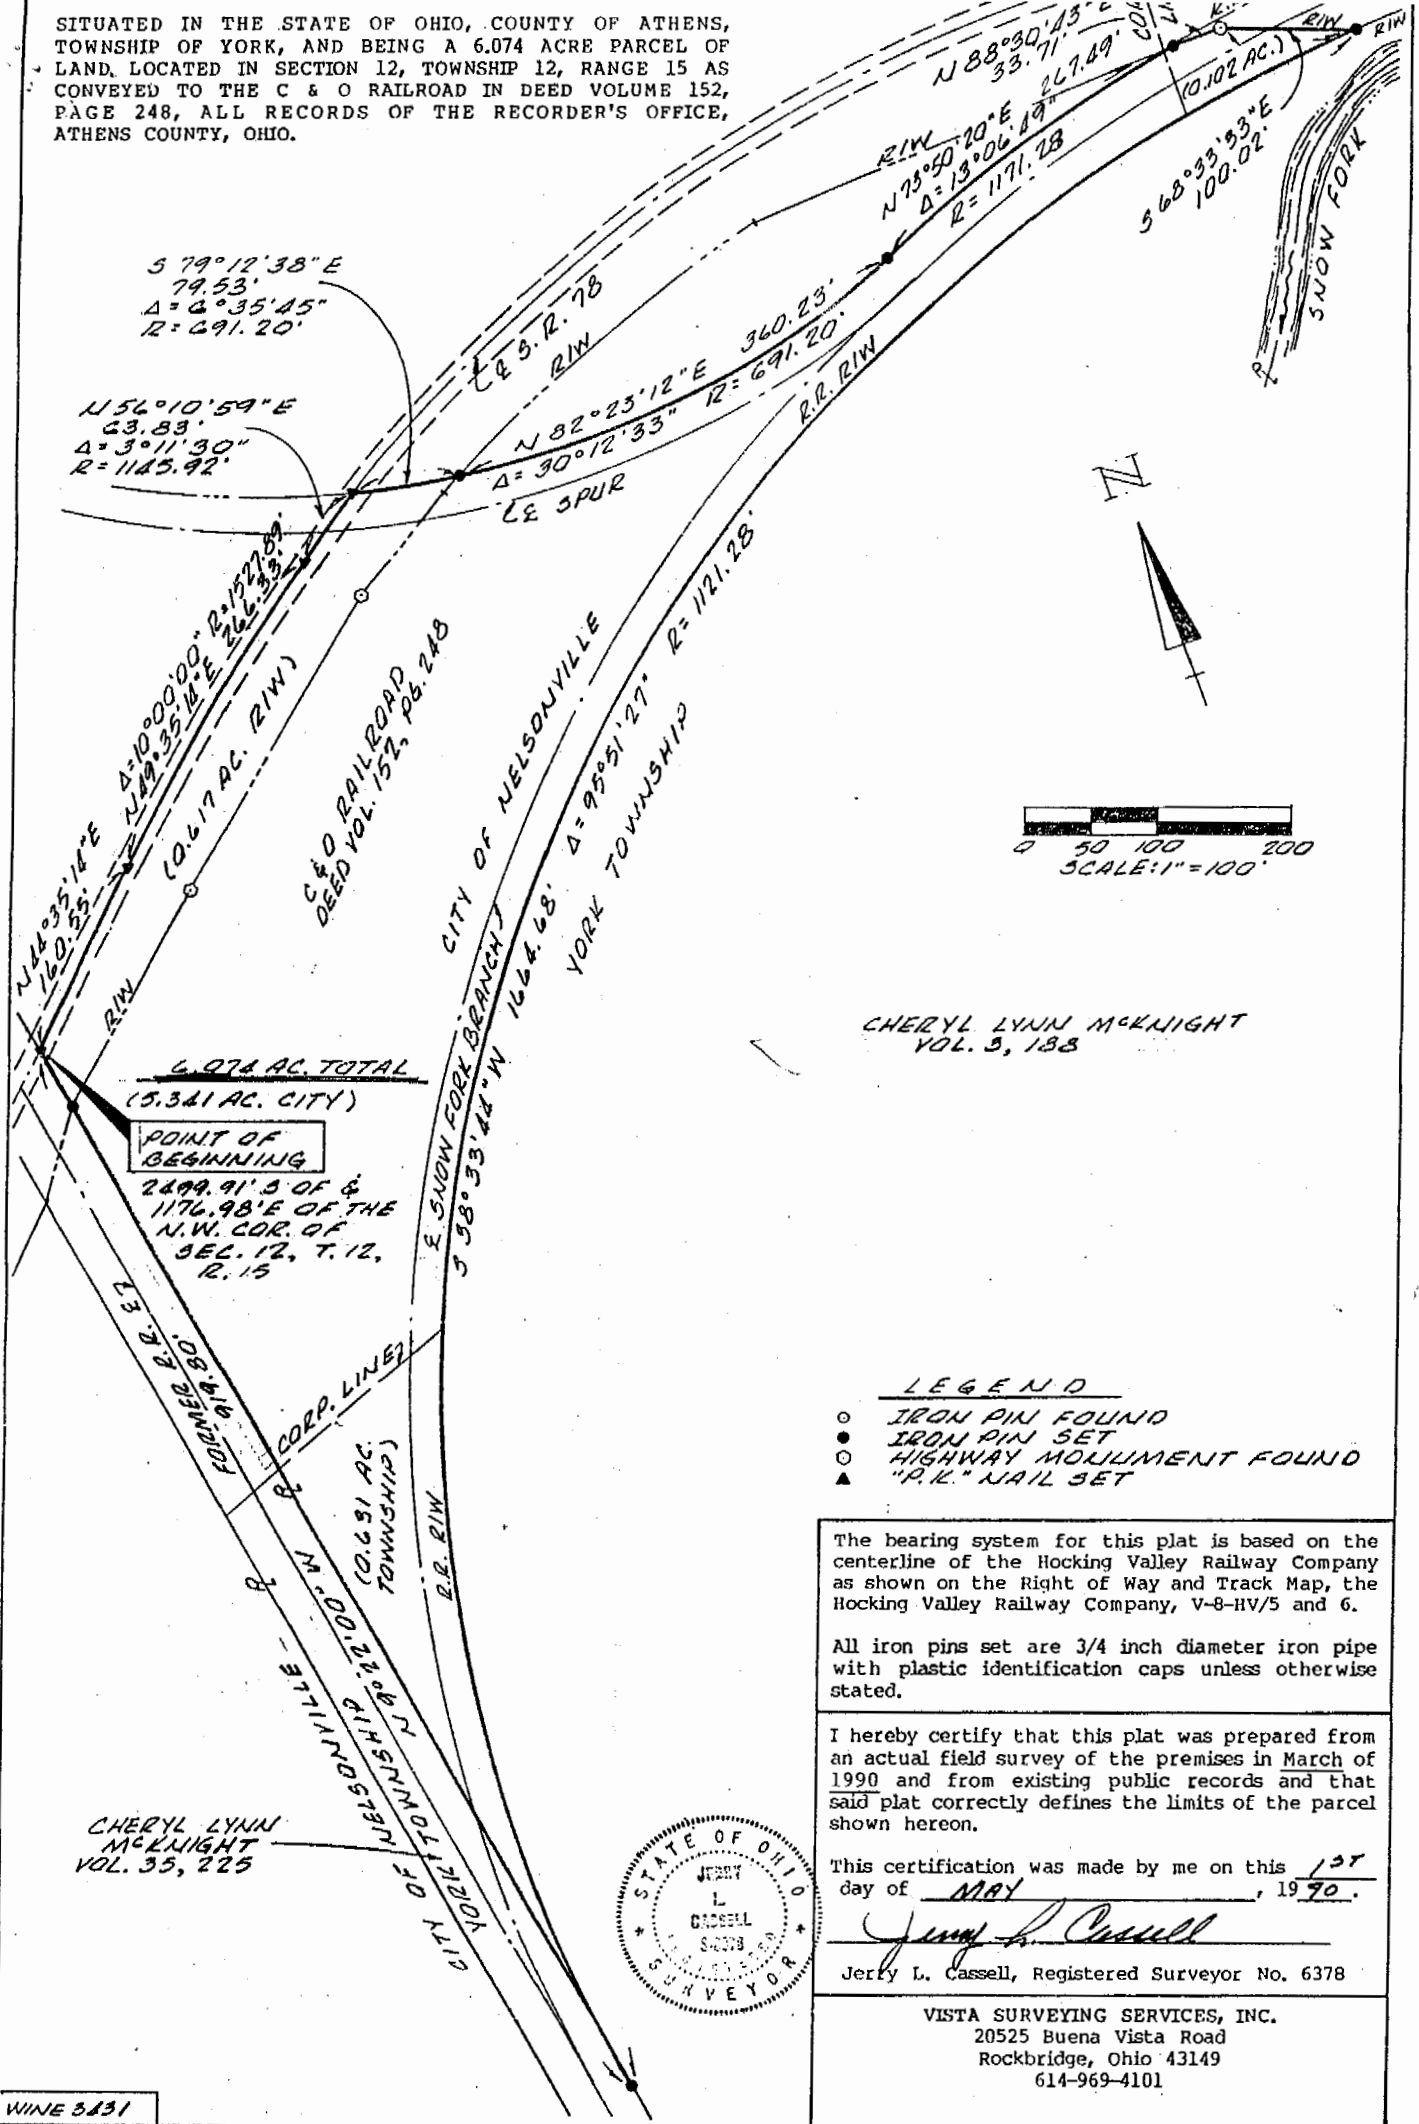 SITUATED IN THE STATE OF OHIO, COUNTY OF ATHENS,
TOWNSHIP OF YORK, AND BEING A 6.074 ACRE PARCEL OF
LAND LOCATED IN SECTION 12, TOWNSHIP 12, RANGE 15 AS
CONVEYED TO THE C & O RAILROAD IN DEED VOLUME 152,
PAGE 248, ALL RECORDS OF THE RECORDER'S OFFICE,
ATHENS COUNTY, OHIO.
N 88°30'43" E
33.71'
R/W
R/W
(0.102 AC.)
R/W
N 73°50'20" E 267.49'
Δ= 13°06'49"
R= 1171.28
S 68°33'33" E
100.02'
SNOW FORK
S 79°12'38" E
79.53'
Δ= 6°35'45"
R= 691.20'
℄ S.R. 78
R/W
N 82°23'12" E 360.23'
Δ= 30°12'33" R= 691.20'
R.R. R/W
N 56°10'59" E
63.83'
Δ= 3°11'30"
R= 1145.92'
℄ SPUR
N
Δ=10°00'00" R=1527.89'
N49°35'14"E 266.33'
(0.617 AC. R/W)
C & O RAILROAD
DEED VOL. 152, PG. 248
CITY OF NELSONVILLE
YORK TOWNSHIP
S 38°33'44" W 1664.68' Δ= 95°51'27" R= 1121.28'
℄ SNOW FORK BRANCH
0 50 100 200
SCALE: 1" = 100'
N44°35'14"E
160.55'
R/W
CHERYL LYNN McKNIGHT
VOL. 3, 188
6.074 AC. TOTAL
(5.341 AC. CITY)
POINT OF
BEGINNING
2499.91' S OF &
1176.98' E OF THE
N.W. COR. OF
SEC. 12, T. 12,
R. 15
FORMER R.R. ℄
919.80'
CORP. LINE
(0.631 AC.
TOWNSHIP)
R.R. R/W
N 9°22'00" W
LEGEND
IRON PIN FOUND
IRON PIN SET
HIGHWAY MONUMENT FOUND
"P.K." NAIL SET
The bearing system for this plat is based on the
centerline of the Hocking Valley Railway Company
as shown on the Right of Way and Track Map, the
Hocking Valley Railway Company, V-8-HV/5 and 6.
All iron pins set are 3/4 inch diameter iron pipe
with plastic identification caps unless otherwise
stated.
CITY OF NELSONVILLE
YORK TOWNSHIP
CHERYL LYNN
McKNIGHT
VOL. 35, 225
I hereby certify that this plat was prepared from
an actual field survey of the premises in March of
1990 and from existing public records and that
said plat correctly defines the limits of the parcel
shown hereon.
This certification was made by me on this 1ST
day of MAY, 1990.
Jerry L. Cassell
Jerry L. Cassell, Registered Surveyor No. 6378
STATE OF OHIO
JERRY
L.
CASSELL
SURVEYOR
VISTA SURVEYING SERVICES, INC.
20525 Buena Vista Road
Rockbridge, Ohio 43149
614-969-4101
WINE 3431